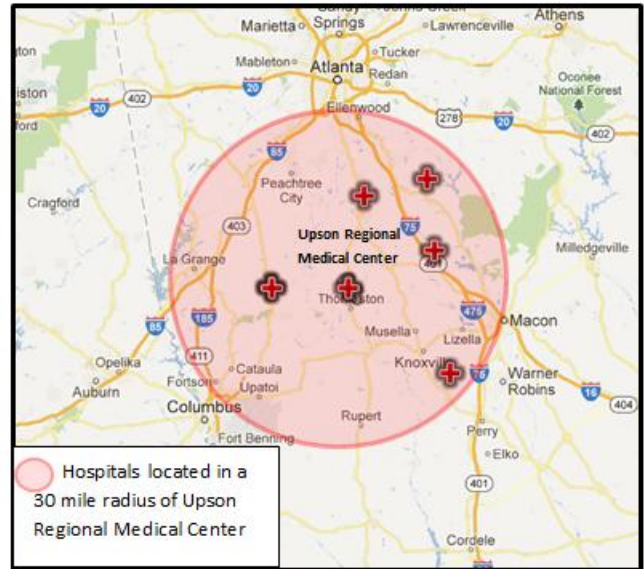 Sandy
Springs
Marietta
Lawrenceville
Athens
Mableton
Tucker
Atlanta
Redan
20
402
20
Ellenwood
278
20
402
Oconee
National Forest
85
Peachtree
City
Cragford
403
Upson Regional
Medical Center
75
401
Milledgeville
La Grange
Thomaston
475
85
185
Musella
Macon
Lizella
411
Opelika
Cataula
Knoxville
75
Warner
Robins
Auburn
Fortson
Upatoi
16
404
Columbus
Rupert
Perry
Fort Benning
Elko
401
Cordele
Hospitals located in a
30 mile radius of Upson
Regional Medical Center